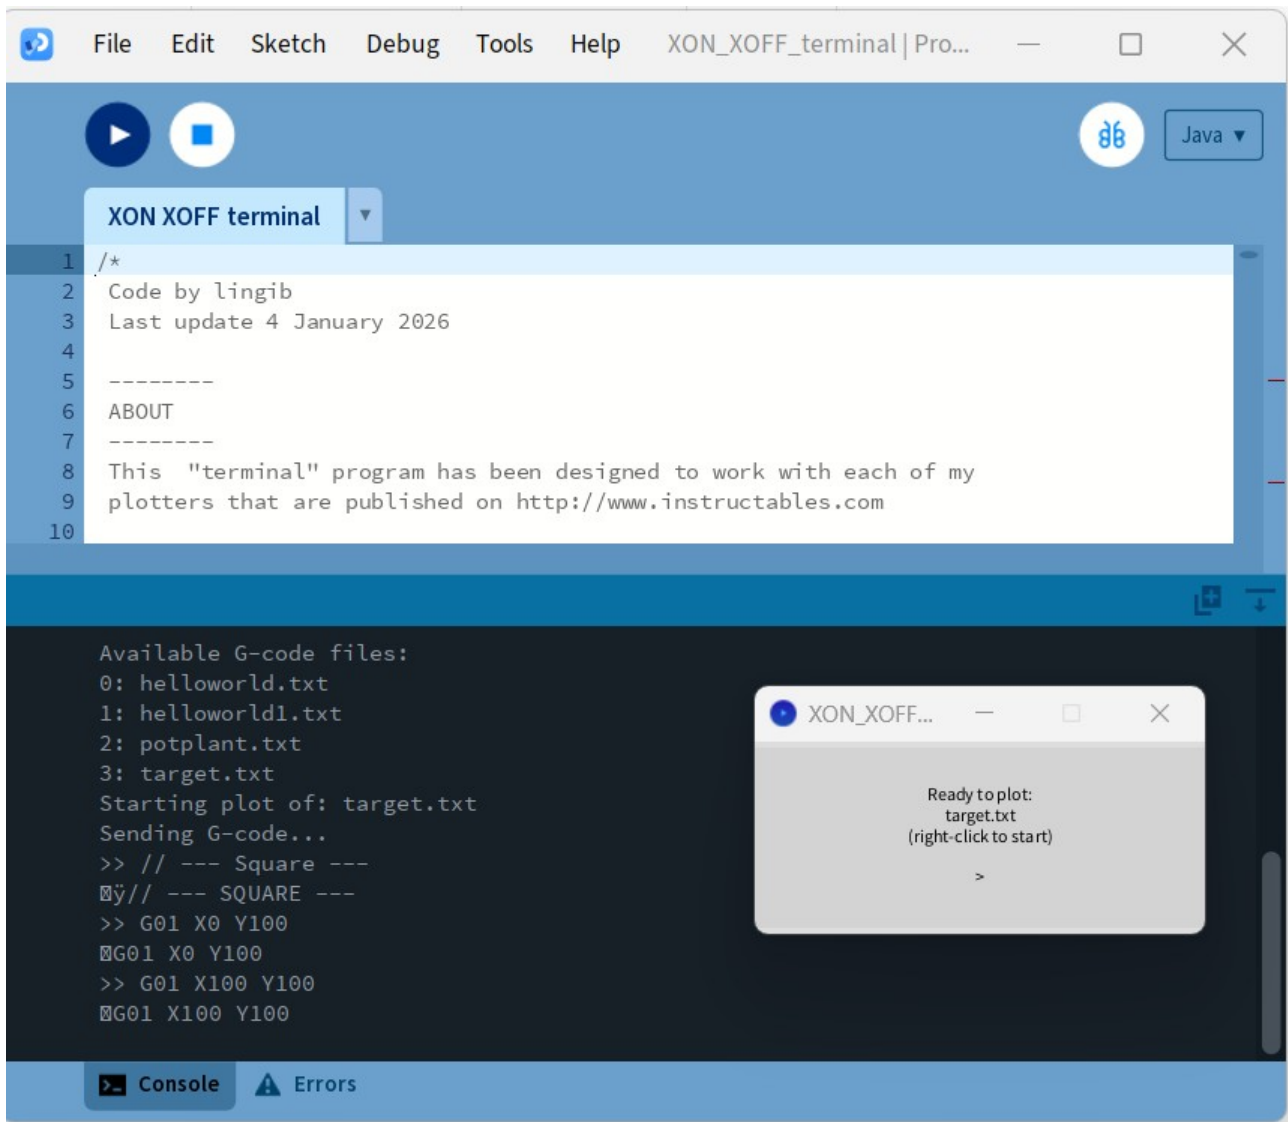 File Edit Sketch Debug Tools Help XON_XOFF_terminal | Pro...
Java ▼
XON XOFF terminal ▼
1 /*
2 Code by lingib
3 Last update 4 January 2026
4
5 --------
6 ABOUT
7 --------
8 This  "terminal" program has been designed to work with each of my
9 plotters that are published on http://www.instructables.com
10
Available G-code files:
0: helloworld.txt
1: helloworld1.txt
2: potplant.txt
3: target.txt
Starting plot of: target.txt
Sending G-code...
>> // --- Square ---
ÿ// --- SQUARE ---
>> G01 X0 Y100
G01 X0 Y100
>> G01 X100 Y100
G01 X100 Y100
XON_XOFF...
Ready to plot:
target.txt
(right-click to start)
>
Console Errors